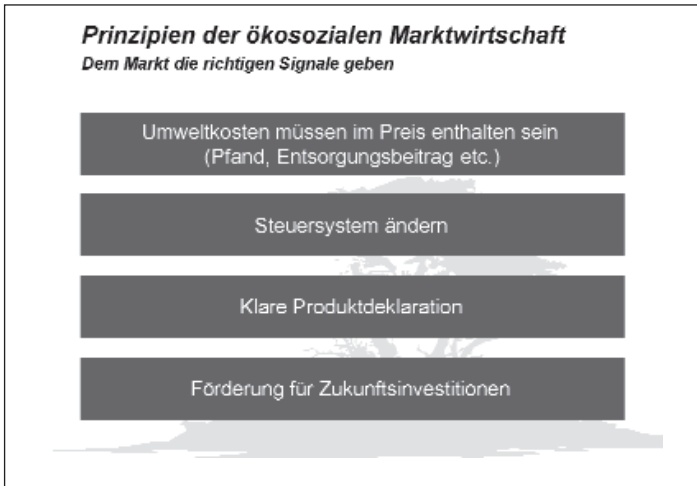 Prinzipien der ökosozialen Marktwirtschaft
Dem Markt die richtigen Signale geben
Umweltkosten müssen im Preis enthalten sein
(Pfand, Entsorgungsbeitrag etc.)
Steuersystem ändern
Klare Produktdeklaration
Förderung für Zukunftsinvestitionen